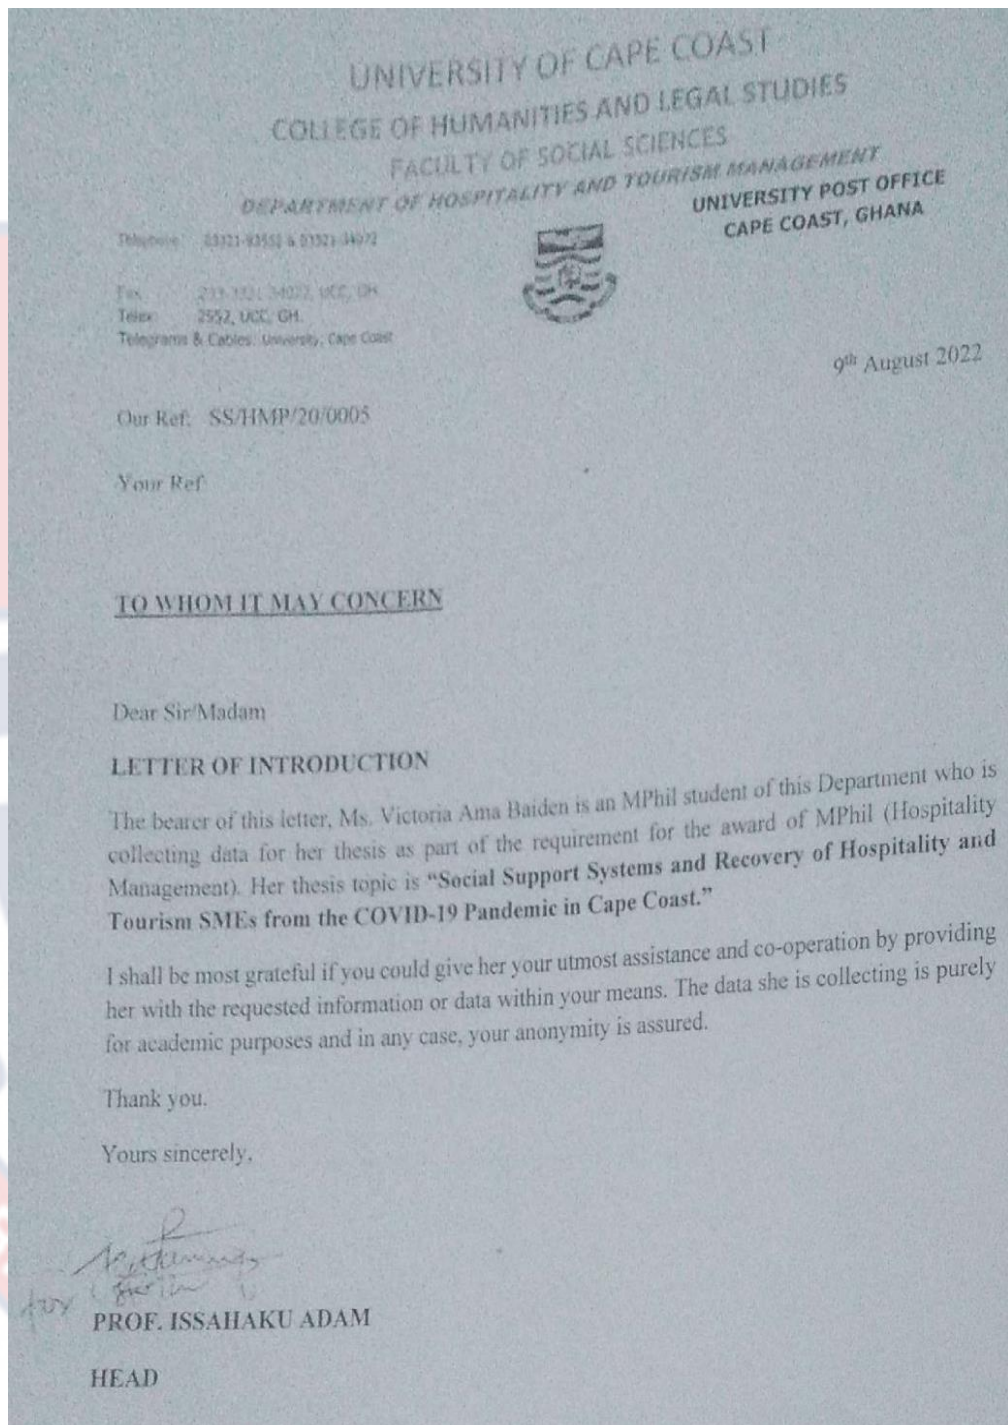 UNIVERSITY OF CAPE COAST
COLLEGE OF HUMANITIES AND LEGAL STUDIES
FACULTY OF SOCIAL SCIENCES
DEPARTMENT OF HOSPITALITY AND TOURISM MANAGEMENT
UNIVERSITY POST OFFICE
CAPE COAST, GHANA
Telephone:
Fax UCC, GH
Telex 2552, UCC, GH.
Telegrams & Cables: University, Cape Coast
9th August 2022
Our Ref: SS/HMP/20/0005
Your Ref:
TO WHOM IT MAY CONCERN
Dear Sir/Madam
LETTER OF INTRODUCTION
The bearer of this letter, Ms. Victoria Ama Baiden is an MPhil student of this Department who is
collecting data for her thesis as part of the requirement for the award of MPhil (Hospitality
Management). Her thesis topic is “Social Support Systems and Recovery of Hospitality and
Tourism SMEs from the COVID-19 Pandemic in Cape Coast.”
I shall be most grateful if you could give her your utmost assistance and co-operation by providing
her with the requested information or data within your means. The data she is collecting is purely
for academic purposes and in any case, your anonymity is assured.
Thank you.
Yours sincerely,
for
PROF. ISSAHAKU ADAM
HEAD